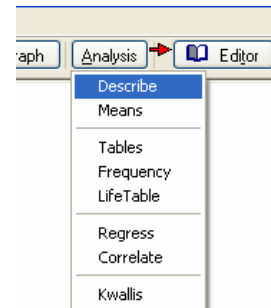 raph Analysis Editor
Describe
Means
Tables
Frequency
LifeTable
Regress
Correlate
Kwallis